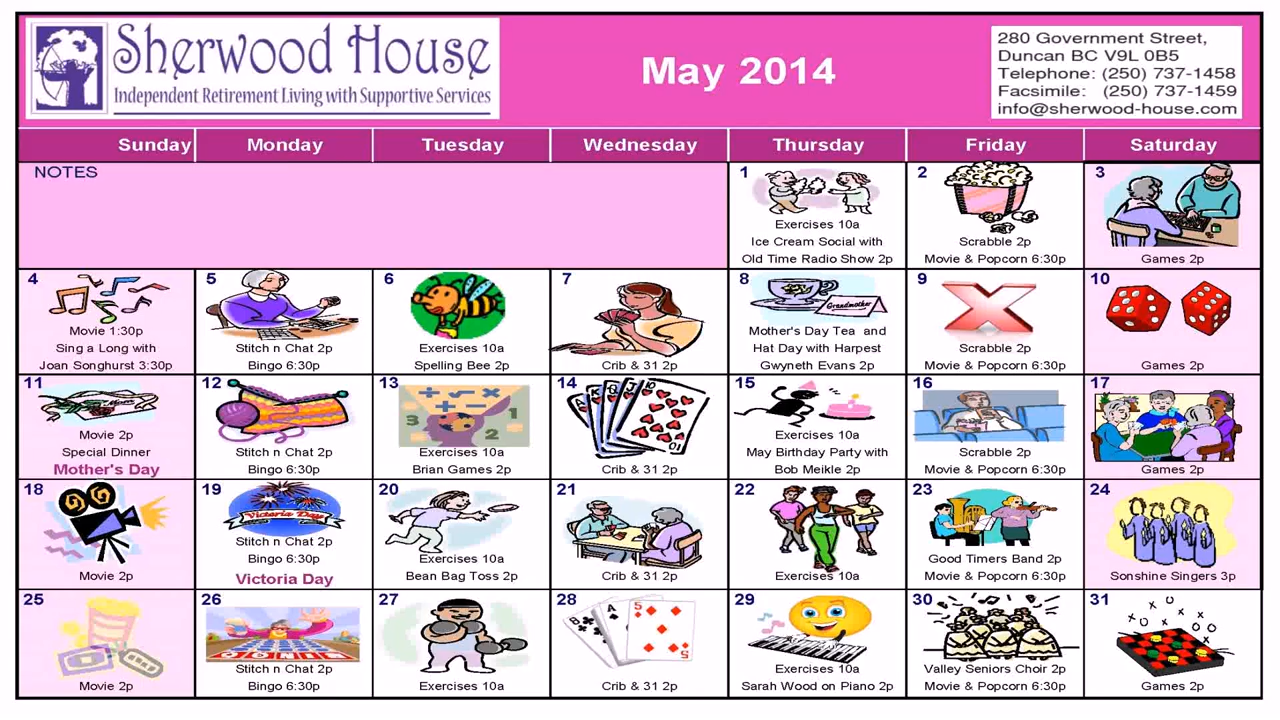 Sherwood House
Independent Retirement Living with Supportive Services
May 2014
280 Government Street,
Duncan BC V9L 0B5
Telephone: (250) 737-1458
Facsimile: (250) 737-1459
info@sherwood-house.com
Sunday Monday Tuesday Wednesday Thursday Friday Saturday
NOTES
1
Exercises 10a
Ice Cream Social with
Old Time Radio Show 2p
2
Scrabble 2p
Movie & Popcorn 6:30p
3
Games 2p
4
Movie 1:30p
Sing a Long with
Joan Songhurst 3:30p
5
Stitch n Chat 2p
Bingo 6:30p
6
Exercises 10a
Spelling Bee 2p
7
Crib & 31 2p
8
Grandmother
Mother's Day Tea and
Hat Day with Harpest
Gwyneth Evans 2p
9
Scrabble 2p
Movie & Popcorn 6:30p
10
Games 2p
11
Movie 2p
Special Dinner
Mother's Day
12
Stitch n Chat 2p
Bingo 6:30p
13
3 1
2
Exercises 10a
Brian Games 2p
14
A K Q J 10
10
Crib & 31 2p
15
Exercises 10a
May Birthday Party with
Bob Meikle 2p
16
Scrabble 2p
Movie & Popcorn 6:30p
17
Games 2p
18
Movie 2p
19
Victoria Day
Stitch n Chat 2p
Bingo 6:30p
Victoria Day
20
Exercises 10a
Bean Bag Toss 2p
21
Crib & 31 2p
22
Exercises 10a
23
Good Timers Band 2p
Movie & Popcorn 6:30p
24
Sonshine Singers 3p
25
Movie 2p
26
Stitch n Chat 2p
Bingo 6:30p
27
Exercises 10a
28
A 5
5
Crib & 31 2p
29
Exercises 10a
Sarah Wood on Piano 2p
30
Valley Seniors Choir 2p
Movie & Popcorn 6:30p
31
Games 2p